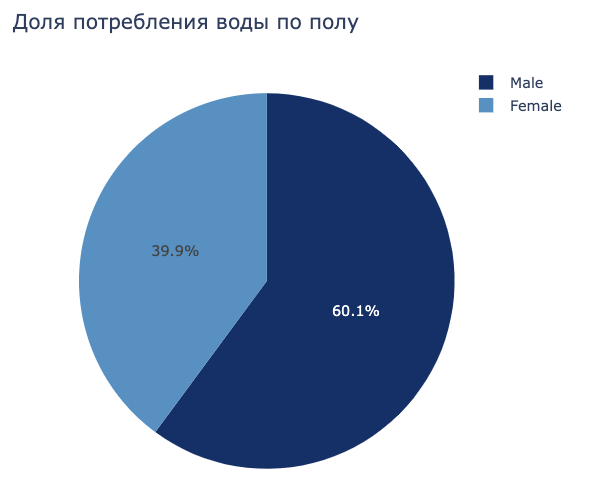 Доля потребления воды по полу
Male
Female
39.9%
60.1%